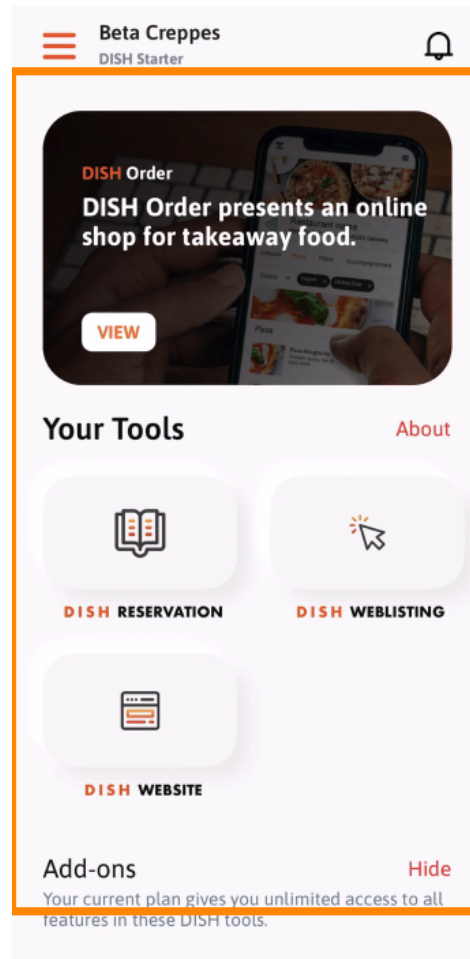 Beta Creppes
DISH Starter
DISH Order
DISH Order presents an online
shop for takeaway food.
VIEW
Your Tools
About
DISH RESERVATION
DISH WEBLISTING
DISH WEBSITE
Add-ons
Hide
Your current plan gives you unlimited access to all
features in these DISH tools.